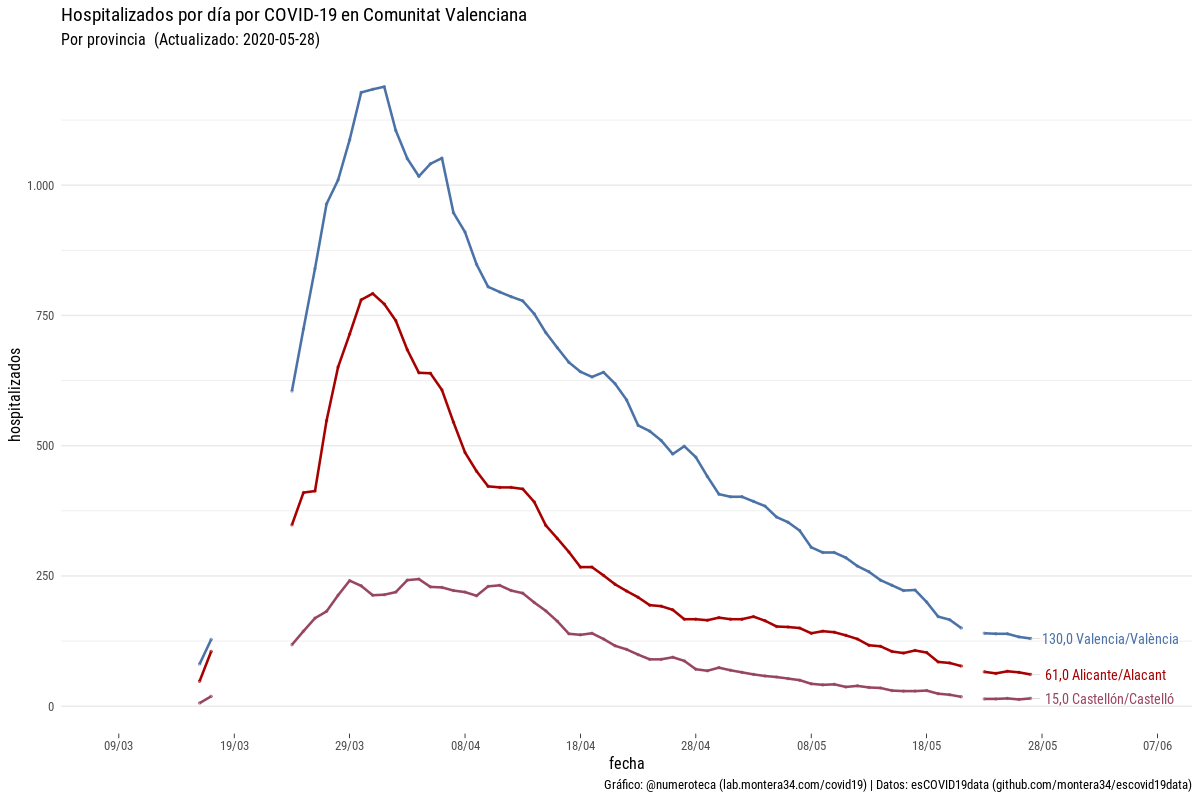 Hospitalizados por día por COVID-19 en Comunitat Valenciana
Por provincia  (Actualizado: 2020-05-28)
hospitalizados
1.000
750
500
250
0
130,0 Valencia/València
61,0 Alicante/Alacant
15,0 Castellón/Castelló
09/03 19/03 29/03 08/04 18/04 28/04 08/05 18/05 28/05 07/06
fecha
Gráfico: @numeroteca (lab.montera34.com/covid19) | Datos: esCOVID19data (github.com/montera34/escovid19data)